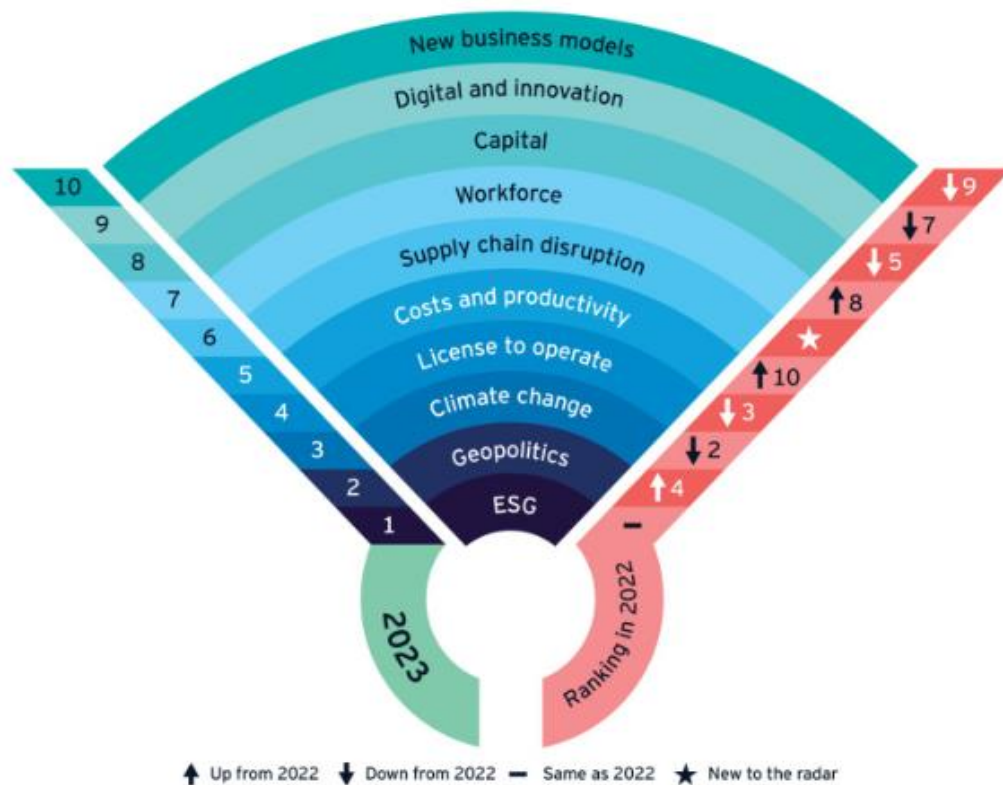 New business models
Digital and innovation
Capital
Workforce
Supply chain disruption
Costs and productivity
License to operate
Climate change
Geopolitics
ESG
10
9
8
7
6
5
4
3
2
1
2023
9
7
5
8
10
3
2
4
Ranking in 2022
Up from 2022 Down from 2022 Same as 2022 New to the radar